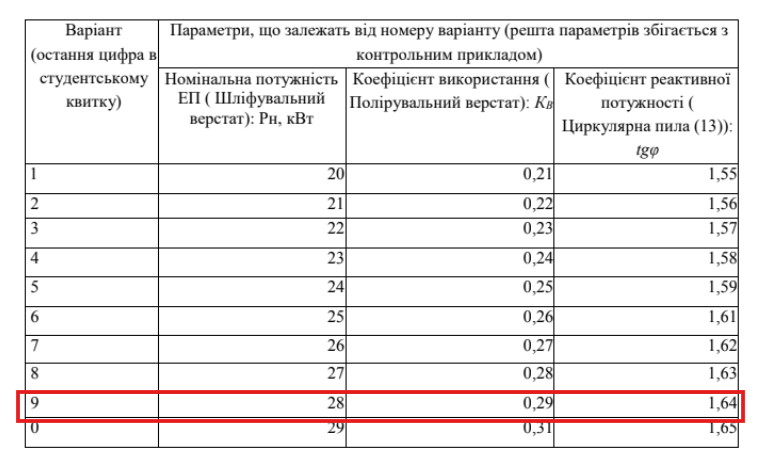 Варіант
(остання цифра в
студентському
квитку)
Параметри, що залежать від номеру варіанту (решта параметрів збігається з
контрольним прикладом)
Номінальна потужність
ЕП ( Шліфувальний
верстат): Рн, кВт
Коефіцієнт використання (
Полірувальний верстат): Kв
Коефіцієнт реактивної
потужності (
Циркулярна пила (13)):
tgφ
1 20 0,21 1,55
2 21 0,22 1,56
3 22 0,23 1,57
4 23 0,24 1,58
5 24 0,25 1,59
6 25 0,26 1,61
7 26 0,27 1,62
8 27 0,28 1,63
9 28 0,29 1,64
0 29 0,31 1,65